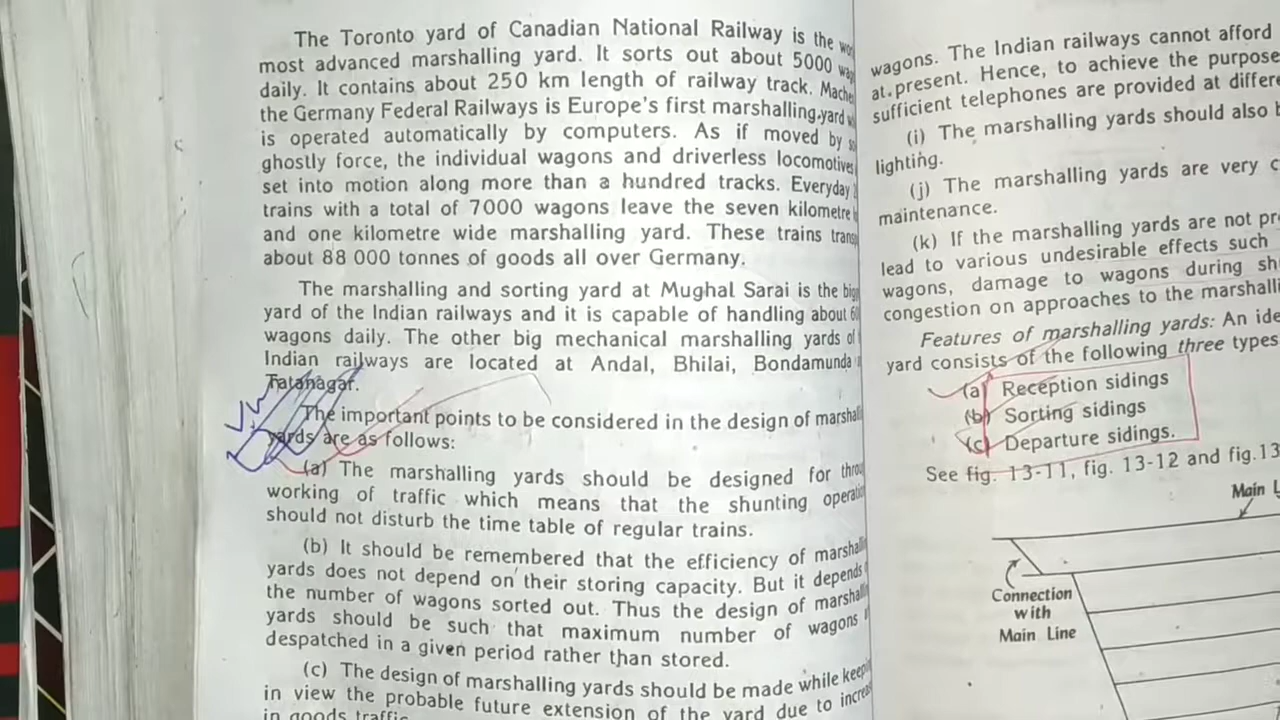 The Toronto yard of Canadian National Railway is the
most advanced marshalling yard. It sorts out about 5000
daily. It contains about 250 km length of railway track.
the Germany Federal Railways is Europe's first marshalling yard
is operated automatically by computers. As if moved by
ghostly force, the individual wagons and driverless locomotives
set into motion along more than a hundred tracks. Everyday
trains with a total of 7000 wagons leave the seven kilometre
and one kilometre wide marshalling yard. These trains
about 88 000 tonnes of goods all over Germany.
The marshalling and sorting yard at Mughal Sarai is the
yard of the Indian railways and it is capable of handling about
wagons daily. The other big mechanical marshalling yards of
Indian railways are located at Andal, Bhilai, Bondamunda
Tatanagar.
The important points to be considered in the design of
yards are as follows:
(a) The marshalling yards should be designed for
working of traffic which means that the shunting
should not disturb the time table of regular trains.
(b) It should be remembered that the efficiency of
yards does not depend on their storing capacity. But it depends
the number of wagons sorted out. Thus the design of
yards should be such that maximum number of wagons
despatched in a given period rather than stored.
(c) The design of marshalling yards should be made while
in view the probable future extension of the yard due to
in goods traffic
wagons. The Indian railways cannot afford
at present. Hence, to achieve the purpose
sufficient telephones are provided at
(i) The marshalling yards should also
lighting.
(j) The marshalling yards are very
maintenance.
(k) If the marshalling yards are not
lead to various undesirable effects such
wagons, damage to wagons during
congestion on approaches to the
Features of marshalling yards: An
yard consists of the following three types
(a) Reception sidings
(b) Sorting sidings
(c) Departure sidings.
See fig. 13-11, fig. 13-12 and fig.
Main
Connection
with
Main Line